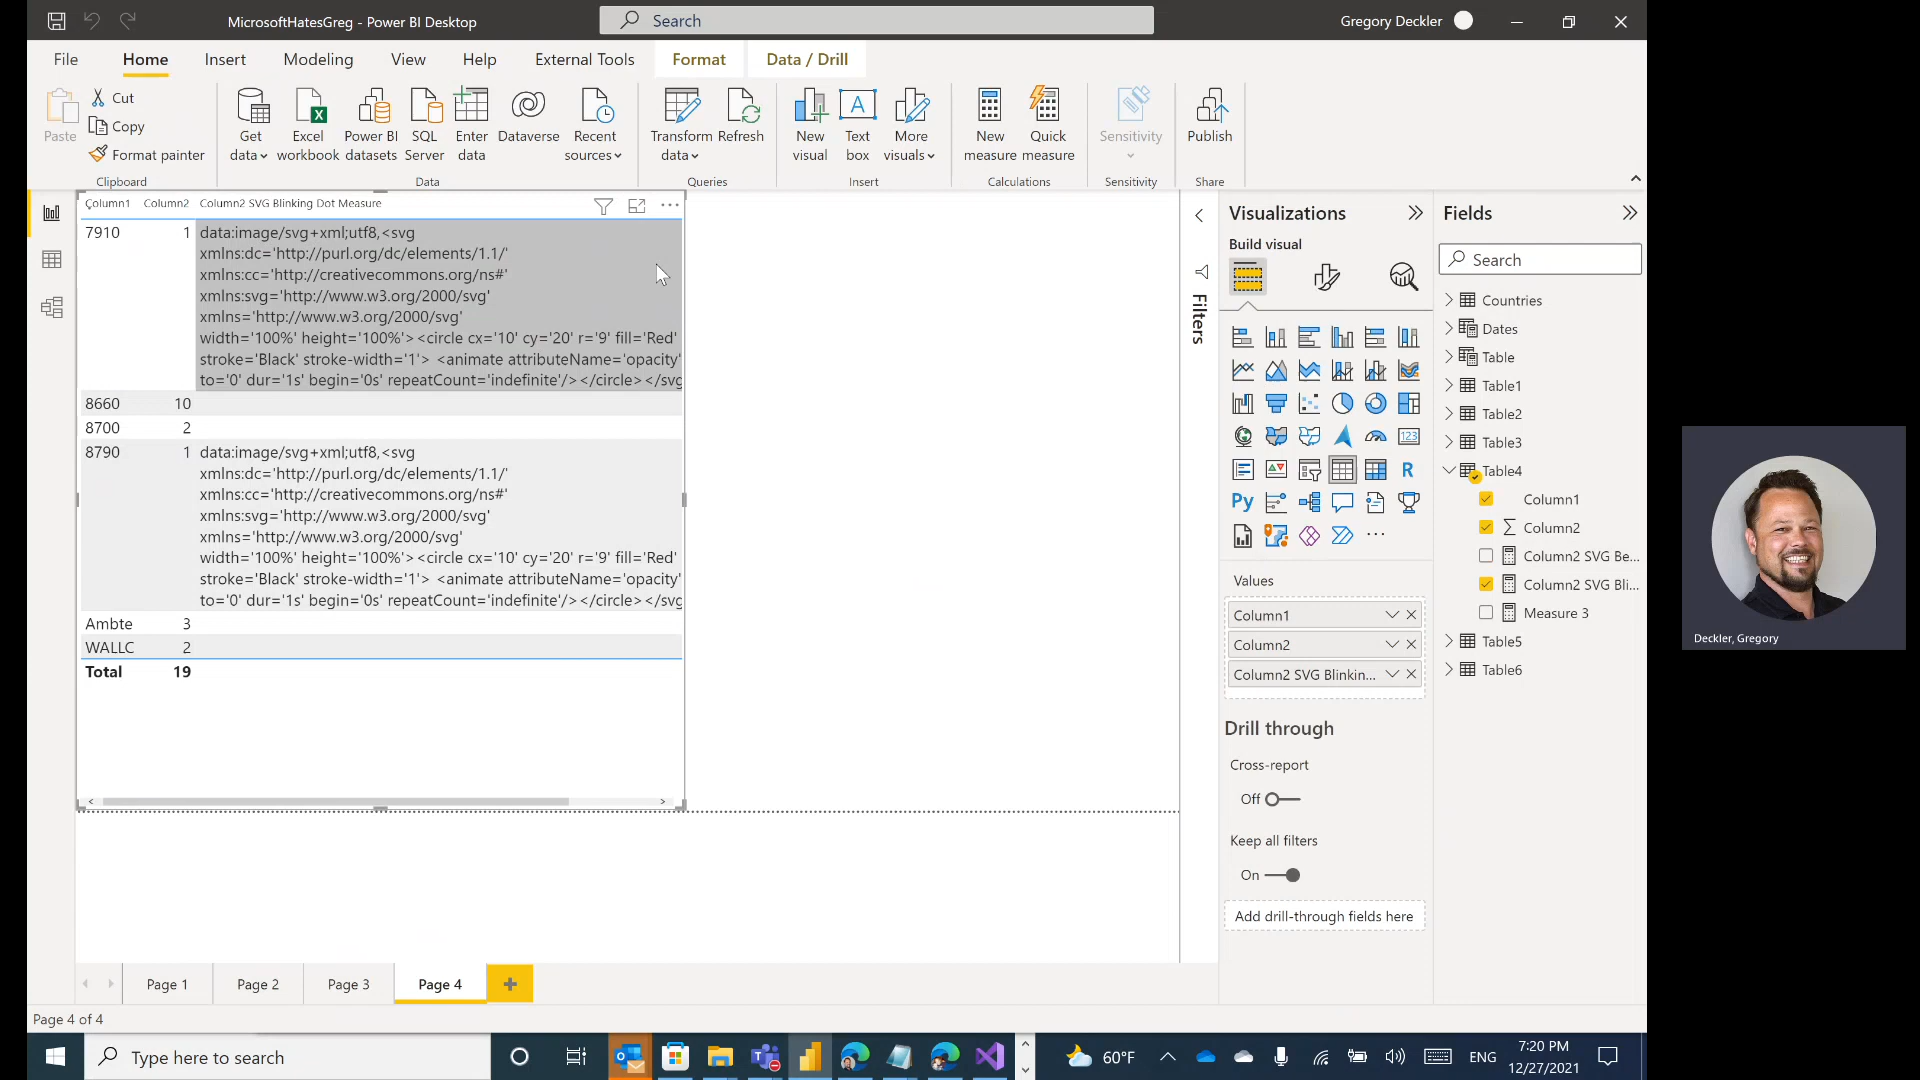 MicrosoftHatesGreg - Power BI Desktop
Search
Gregory Deckler
File
Home
Insert
Modeling
View
Help
External Tools
Format
Data / Drill
Paste
Cut
Copy
Format painter
Clipboard
Get data
Excel workbook
Power BI datasets
SQL Server
Enter data
Dataverse
Recent sources
Data
Transform data
Refresh
Queries
New visual
Text box
More visuals
Insert
New measure
Quick measure
Calculations
Sensitivity
Sensitivity
Publish
Share
Column1 Column2 Column2 SVG Blinking Dot Measure
7910 1 data:image/svg+xml;utf8,<svg
xmlns:dc='http://purl.org/dc/elements/1.1/'
xmlns:cc='http://creativecommons.org/ns#'
xmlns:svg='http://www.w3.org/2000/svg'
xmlns='http://www.w3.org/2000/svg'
width='100%' height='100%'><circle cx='10' cy='20' r='9' fill='Red'
stroke='Black' stroke-width='1'> <animate attributeName='opacity'
to='0' dur='1s' begin='0s' repeatCount='indefinite'/></circle></svg
8660 10
8700 2
8790 1 data:image/svg+xml;utf8,<svg
xmlns:dc='http://purl.org/dc/elements/1.1/'
xmlns:cc='http://creativecommons.org/ns#'
xmlns:svg='http://www.w3.org/2000/svg'
xmlns='http://www.w3.org/2000/svg'
width='100%' height='100%'><circle cx='10' cy='20' r='9' fill='Red'
stroke='Black' stroke-width='1'> <animate attributeName='opacity'
to='0' dur='1s' begin='0s' repeatCount='indefinite'/></circle></svg
Ambte 3
WALLC 2
Total 19
Filters
Visualizations
Build visual
123
R
Py
Values
Column1
Column2
Column2 SVG Blinkin...
Drill through
Cross-report
Off
Keep all filters
On
Add drill-through fields here
Fields
Search
Countries
Dates
Table
Table1
Table2
Table3
Table4
Column1
Column2
Column2 SVG Be...
Column2 SVG Bli...
Measure 3
Table5
Table6
Deckler, Gregory
Page 1
Page 2
Page 3
Page 4
Page 4 of 4
Type here to search
60°F
ENG
7:20 PM
12/27/2021